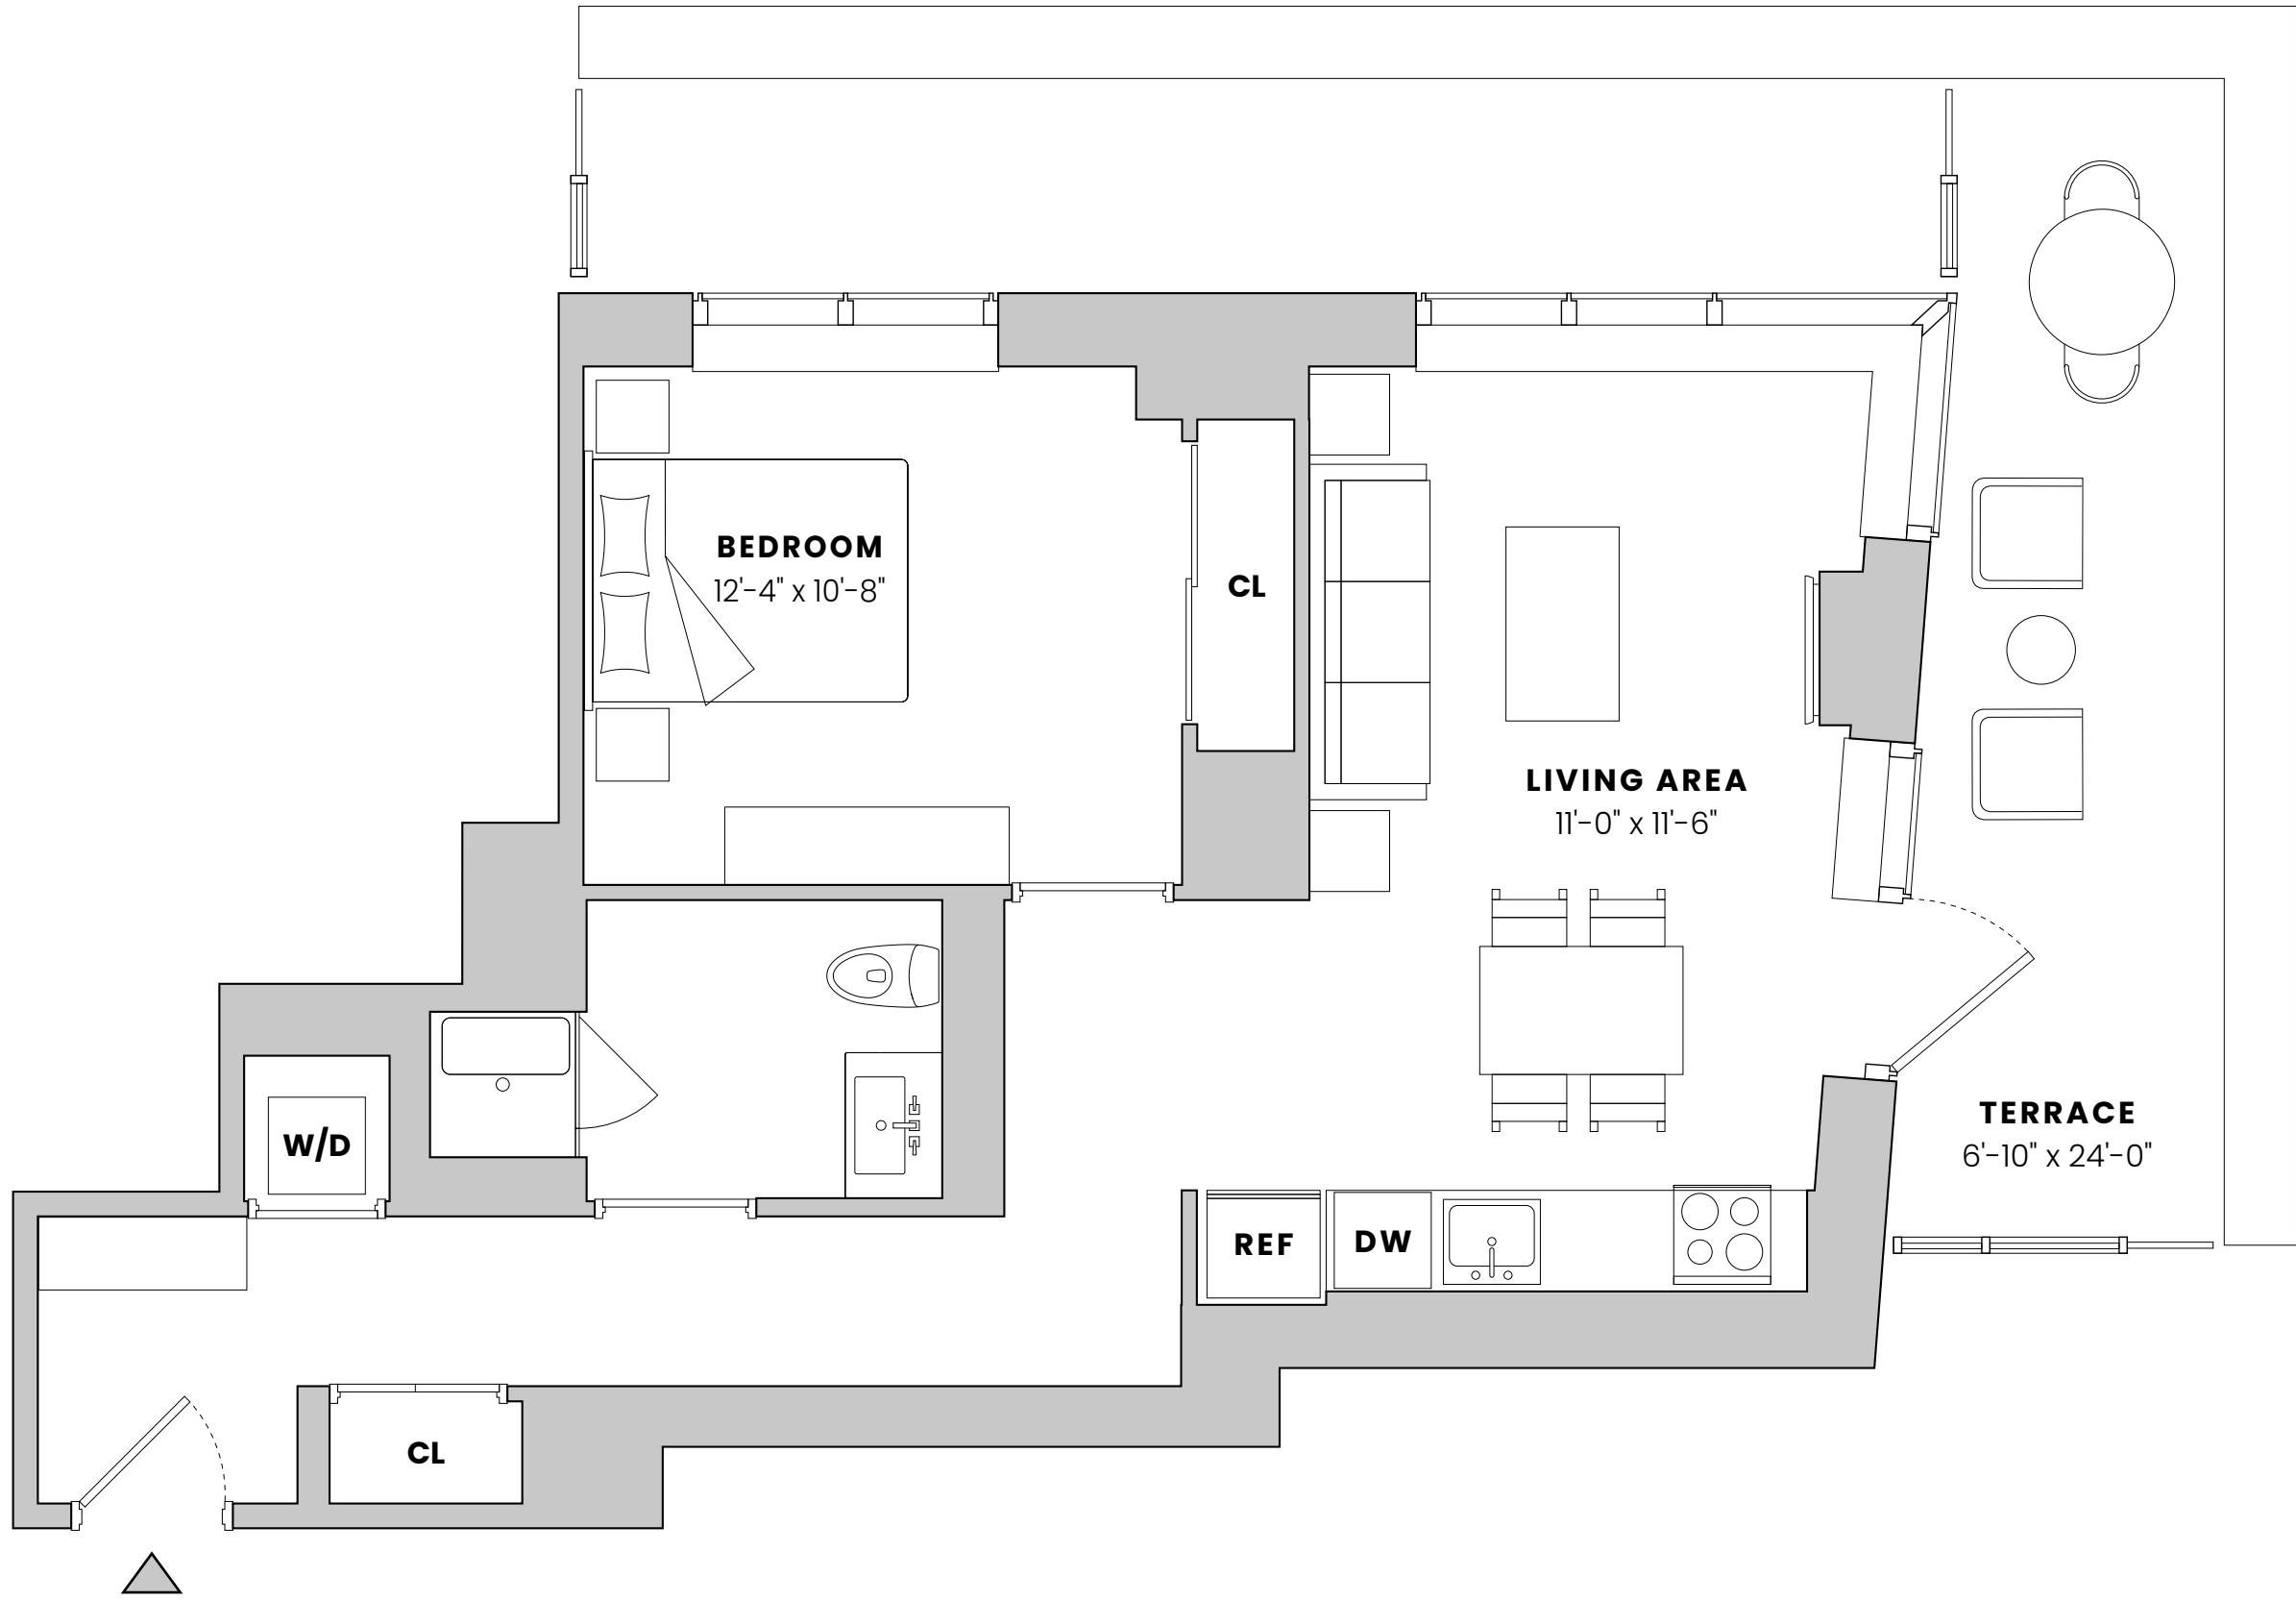 BEDROOM
12'-4" x 10'-8"
CL
LIVING AREA
11'-0" x 11'-6"
TERRACE
6'-10" x 24'-0"
W/D
REF
DW
CL